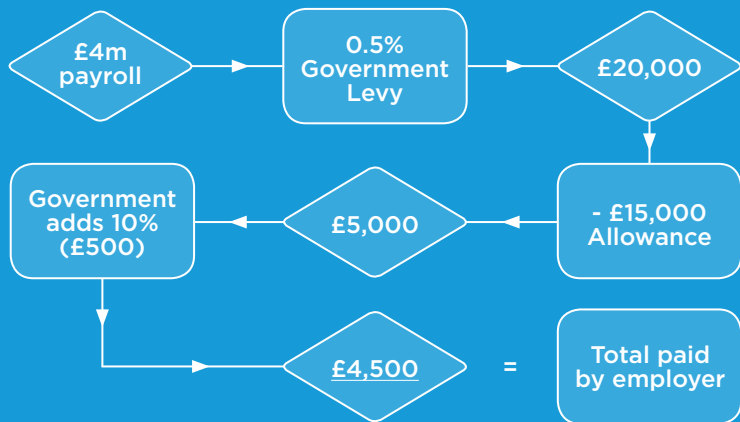 £4m
payroll
0.5%
Government
Levy
£20,000
- £15,000
Allowance
£5,000
Government
adds 10%
(£500)
£4,500
=
Total paid
by employer